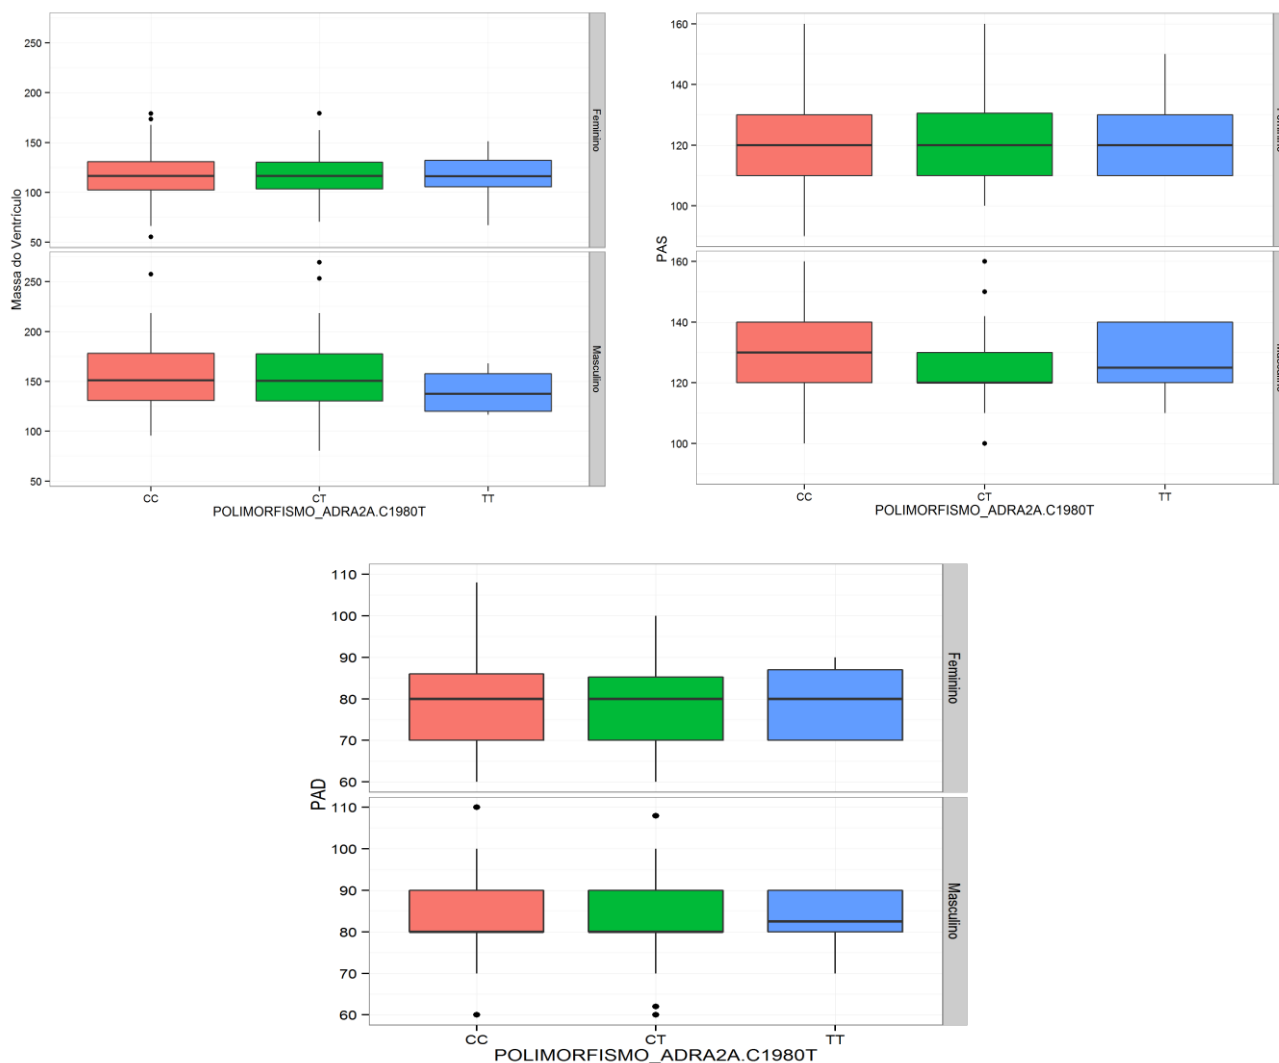 250
200
150
100
50
Feminino
250
200
150
100
50
Masculino
Massa do Ventrículo
CC CT TT
POLIMORFISMO_ADRA2A.C1980T
160
140
120
100
160
140
120
100
PAS
CC CT TT
POLIMORFISMO_ADRA2A.C1980T
110
100
90
80
70
60
Feminino
110
100
90
80
70
60
Masculino
PAD
CC CT TT
POLIMORFISMO_ADRA2A.C1980T